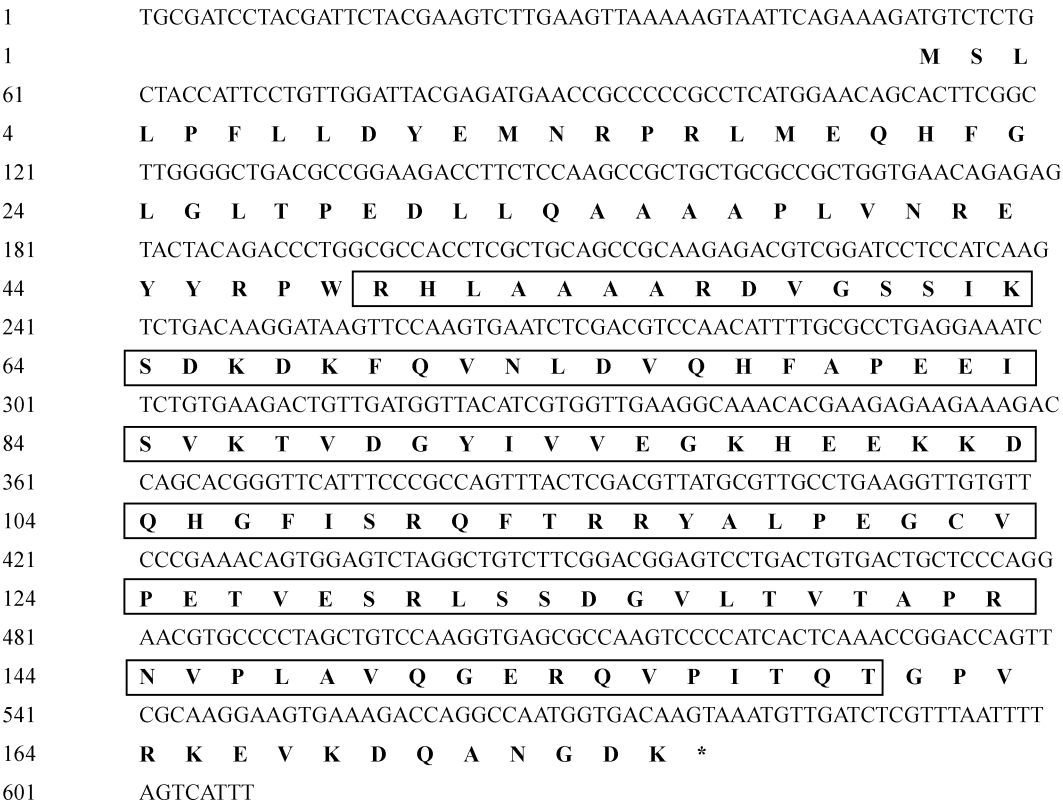 1 TGCGATCCTACGATTCTACGAAGTCTTGAAGTTAAAAAGTAATTCAGAAAGATGTCTCTG
1 M S L
61 CTACCATTCCTGTTGGATTACGAGATGAACCGCCCCCGCCTCATGGAACAGCACTTCGGC
4 L P F L L D Y E M N R P R L M E Q H F G
121 TTGGGGCTGACGCCGGAAGACCTTCTCCAAGCCGCTGCTGCGCCGCTGGTGAACAGAGAG
24 L G L T P E D L L Q A A A A P L V N R E
181 TACTACAGACCCTGGCGCCACCTCGCTGCAGCCGCAAGAGACGTCGGATCCTCCATCAAG
44 Y Y R P W R H L A A A A R D V G S S I K
241 TCTGACAAGGATAAGTTCCAAGTGAATCTCGACGTCCAACATTTTGCGCCTGAGGAAATC
64 S D K D K F Q V N L D V Q H F A P E E I
301 TCTGTGAAGACTGTTGATGGTTACATCGTGGTTGAAGGCAAACACGAAGAGAAGAAAGAC
84 S V K T V D G Y I V V E G K H E E K K D
361 CAGCACGGGTTCATTTCCCGCCAGTTTACTCGACGTTATGCGTTGCCTGAAGGTTGTGTT
104 Q H G F I S R Q F T R R Y A L P E G C V
421 CCCGAAACAGTGGAGTCTAGGCTGTCTTCGGACGGAGTCCTGACTGTGACTGCTCCCAGG
124 P E T V E S R L S S D G V L T V T A P R
481 AACGTGCCCCTAGCTGTCCAAGGTGAGCGCCAAGTCCCCATCACTCAAACCGGACCAGTT
144 N V P L A V Q G E R Q V P I T Q T G P V
541 CGCAAGGAAGTGAAAGACCAGGCCAATGGTGACAAGTAAATGTTGATCTCGTTTAATTTT
164 R K E V K D Q A N G D K *
601 AGTCATTT